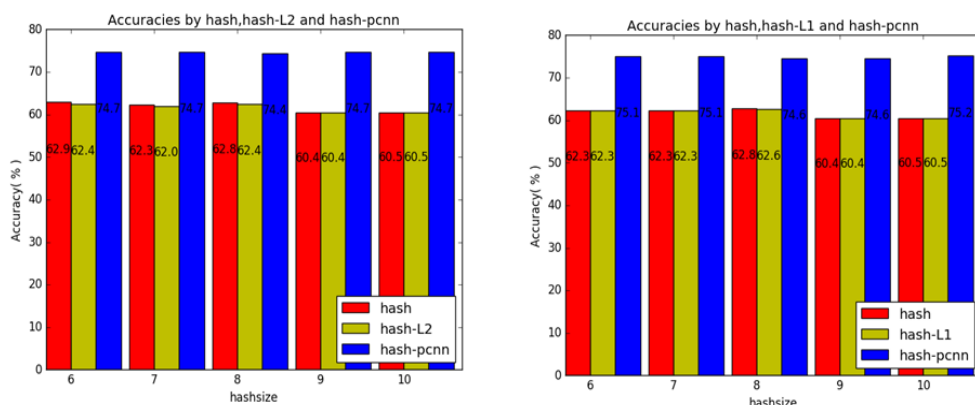 Accuracies by hash,hash-L2 and hash-pcnn
80
70
60
50
40
30
20
10
0
Accuracy( % )
62.9 62.4 74.7 62.3 62.0 74.7 62.8 62.4 74.4 60.4 60.4 74.7 60.5 60.5 74.7
hash
hash-L2
hash-pcnn
6 7 8 9 10
hashsize
Accuracies by hash,hash-L1 and hash-pcnn
80
70
60
50
40
30
20
10
0
Accuracy( % )
62.3 62.3 75.1 62.3 62.3 75.1 62.8 62.6 74.6 60.4 60.4 74.6 60.5 60.5 75.2
hash
hash-L1
hash-pcnn
6 7 8 9 10
hashsize